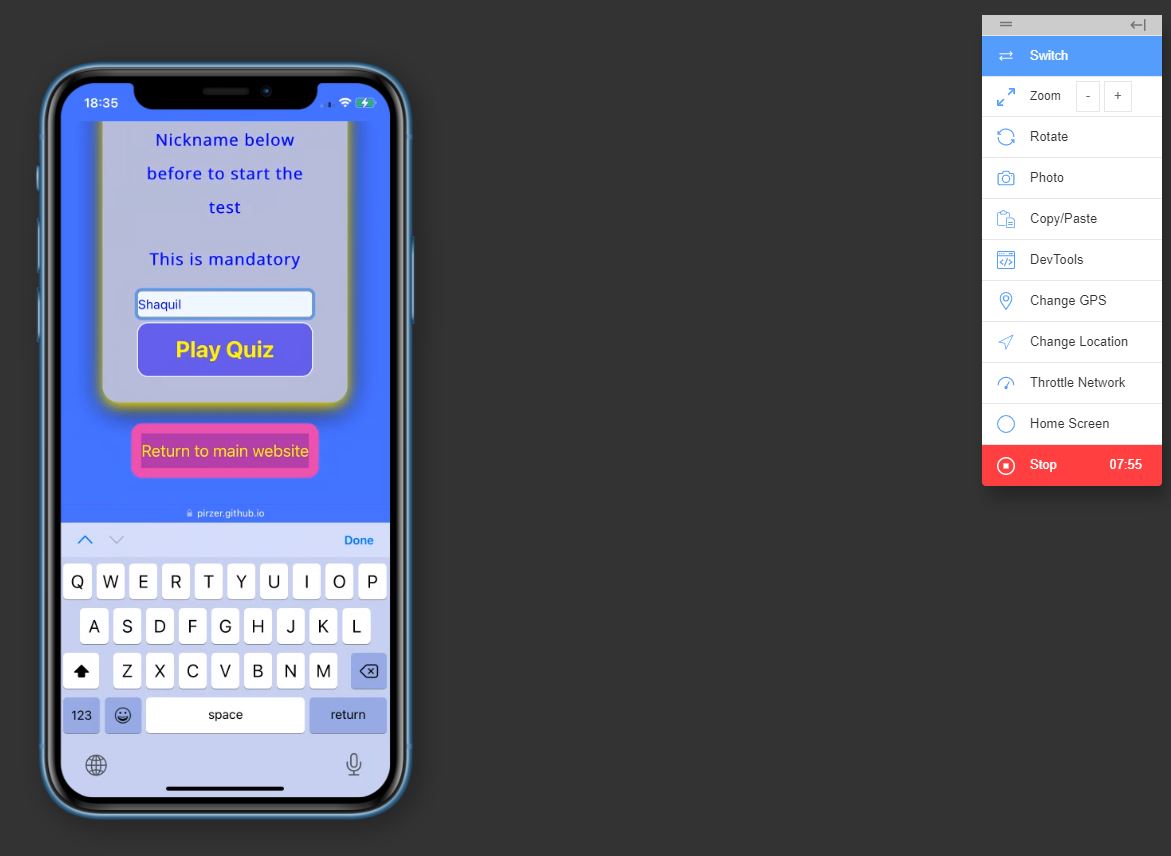 18:35
Nickname below
before to start the
test
This is mandatory
Shaquil
Play Quiz
Return to main website
pirzer.github.io
Done
Q W E R T Y U I O P
A S D F G H J K L
Z X C V B N M
123 space return
Switch
Zoom - +
Rotate
Photo
Copy/Paste
DevTools
Change GPS
Change Location
Throttle Network
Home Screen
Stop 07:55